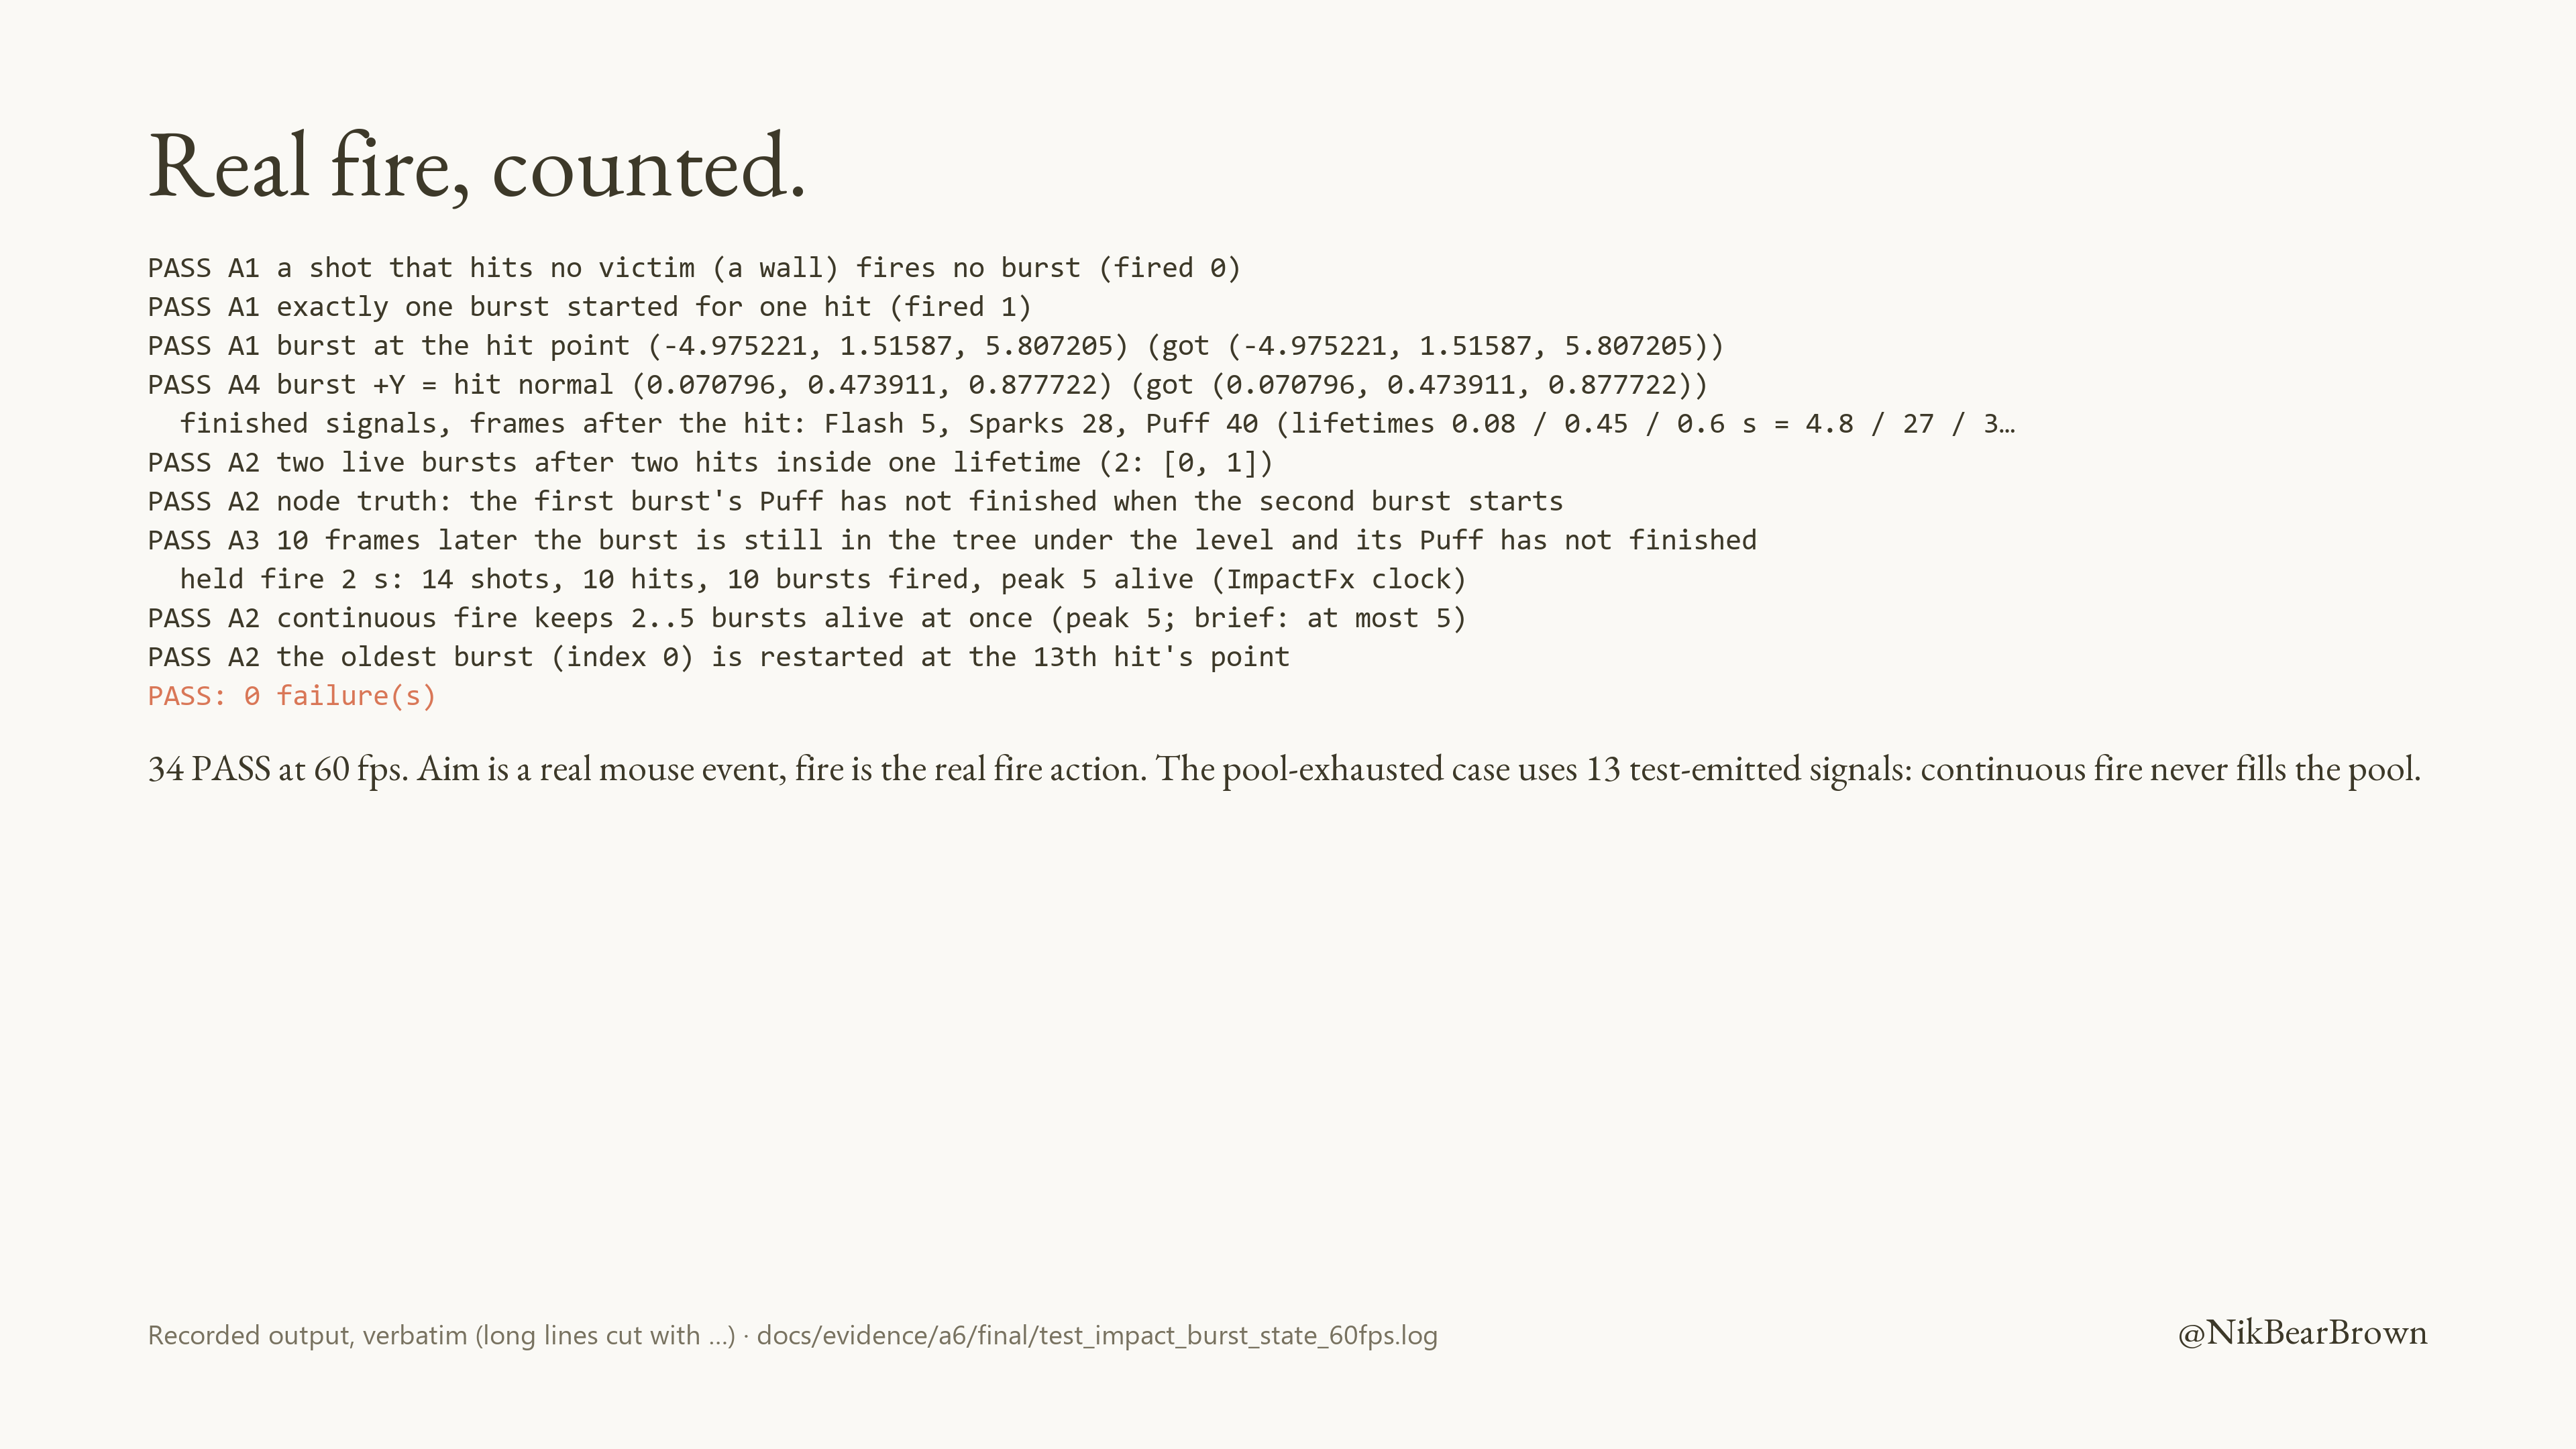 Real fire, counted.
PASS A1 a shot that hits no victim (a wall) fires no burst (fired 0)
PASS A1 exactly one burst started for one hit (fired 1)
PASS A1 burst at the hit point (-4.975221, 1.51587, 5.807205) (got (-4.975221, 1.51587, 5.807205))
PASS A4 burst +Y = hit normal (0.070796, 0.473911, 0.877722) (got (0.070796, 0.473911, 0.877722))
  finished signals, frames after the hit: Flash 5, Sparks 28, Puff 40 (lifetimes 0.08 / 0.45 / 0.6 s = 4.8 / 27 / 3…
PASS A2 two live bursts after two hits inside one lifetime (2: [0, 1])
PASS A2 node truth: the first burst's Puff has not finished when the second burst starts
PASS A3 10 frames later the burst is still in the tree under the level and its Puff has not finished
  held fire 2 s: 14 shots, 10 hits, 10 bursts fired, peak 5 alive (ImpactFx clock)
PASS A2 continuous fire keeps 2..5 bursts alive at once (peak 5; brief: at most 5)
PASS A2 the oldest burst (index 0) is restarted at the 13th hit's point
PASS: 0 failure(s)
34 PASS at 60 fps. Aim is a real mouse event, fire is the real fire action. The pool-exhausted case uses 13 test-emitted signals: continuous fire never fills the pool.
Recorded output, verbatim (long lines cut with …) · docs/evidence/a6/final/test_impact_burst_state_60fps.log
@NikBearBrown